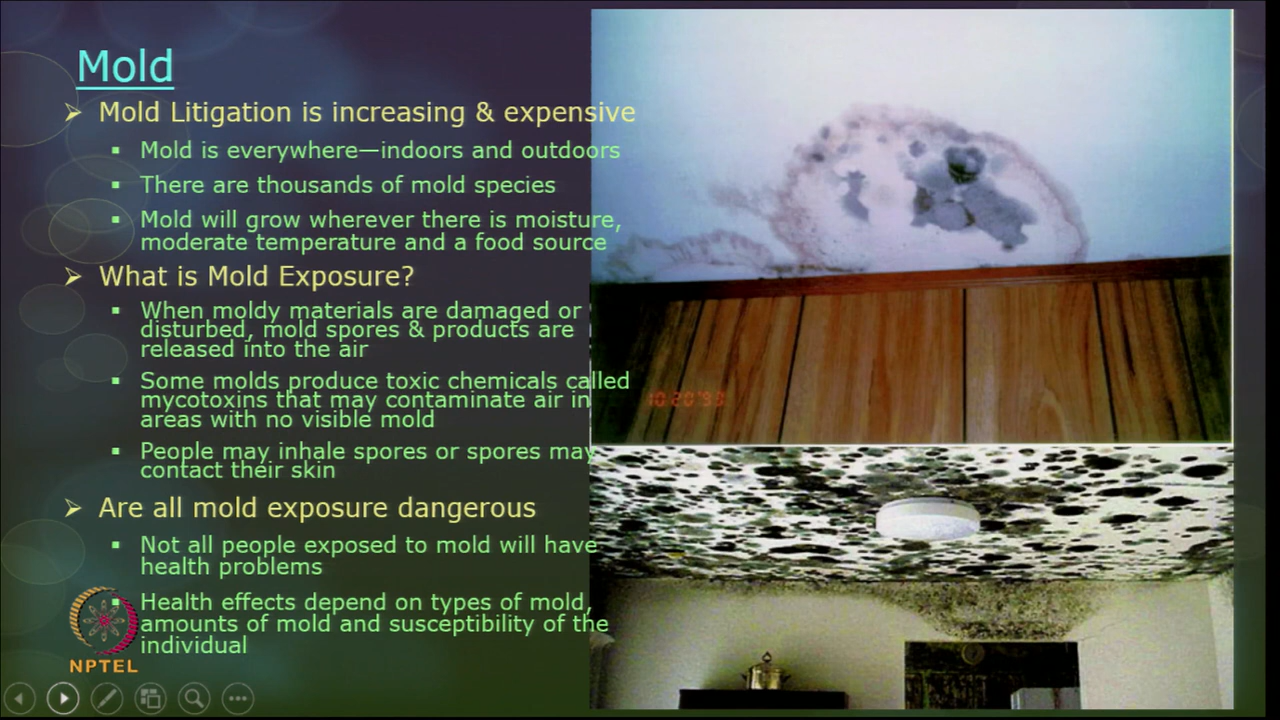 Mold
Mold Litigation is increasing & expensive
Mold is everywhere—indoors and outdoors
There are thousands of mold species
Mold will grow wherever there is moisture,
moderate temperature and a food source
What is Mold Exposure?
When moldy materials are damaged or
disturbed, mold spores & products are
released into the air
Some molds produce toxic chemicals called
mycotoxins that may contaminate air in
areas with no visible mold
People may inhale spores or spores may
contact their skin
Are all mold exposure dangerous
Not all people exposed to mold will have
health problems
Health effects depend on types of mold,
amounts of mold and susceptibility of the
individual
NPTEL